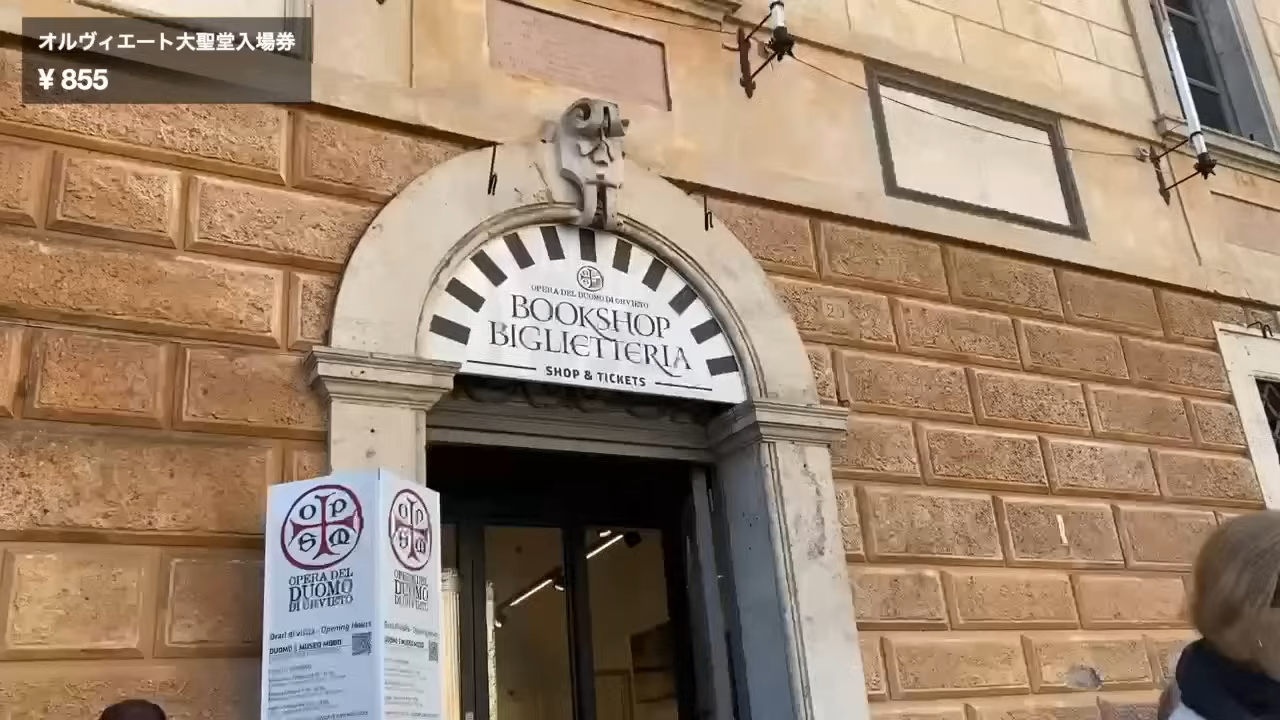 オルヴィエート大聖堂入場券
¥ 855
OPERA DEL DUOMO DI ORVIETO
BOOKSHOP
BIGLIETTERIA
SHOP & TICKETS
O P
S M
OPERA DEL
DUOMO
DI ORVIETO
Orari di visita - Opening Hours
DUOMO | MUSEO MODO
O P
S M
OPERA DEL
DUOMO
DI ORVIETO